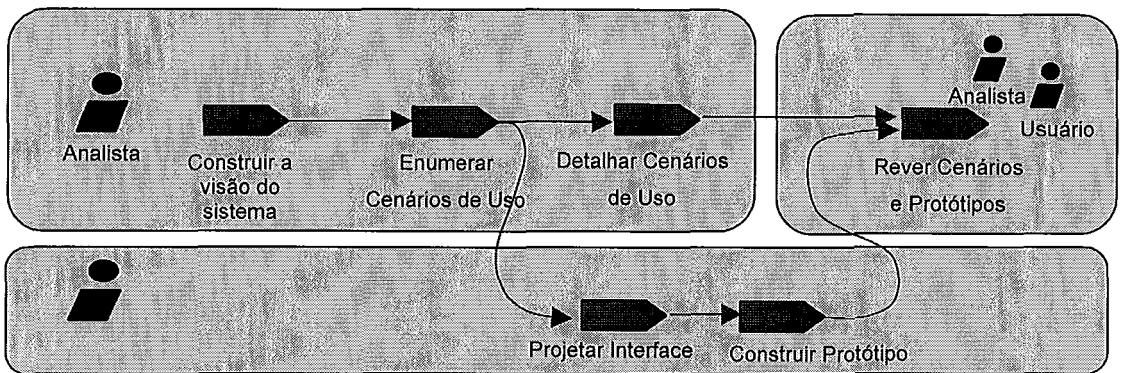 Analista
Construir a
visão do
sistema
Enumerar
Cenários de Uso
Detalhar Cenários
de Uso
Analista
Usuário
Rever Cenários
e Protótipos
Projetar Interface
Construir Protótipo